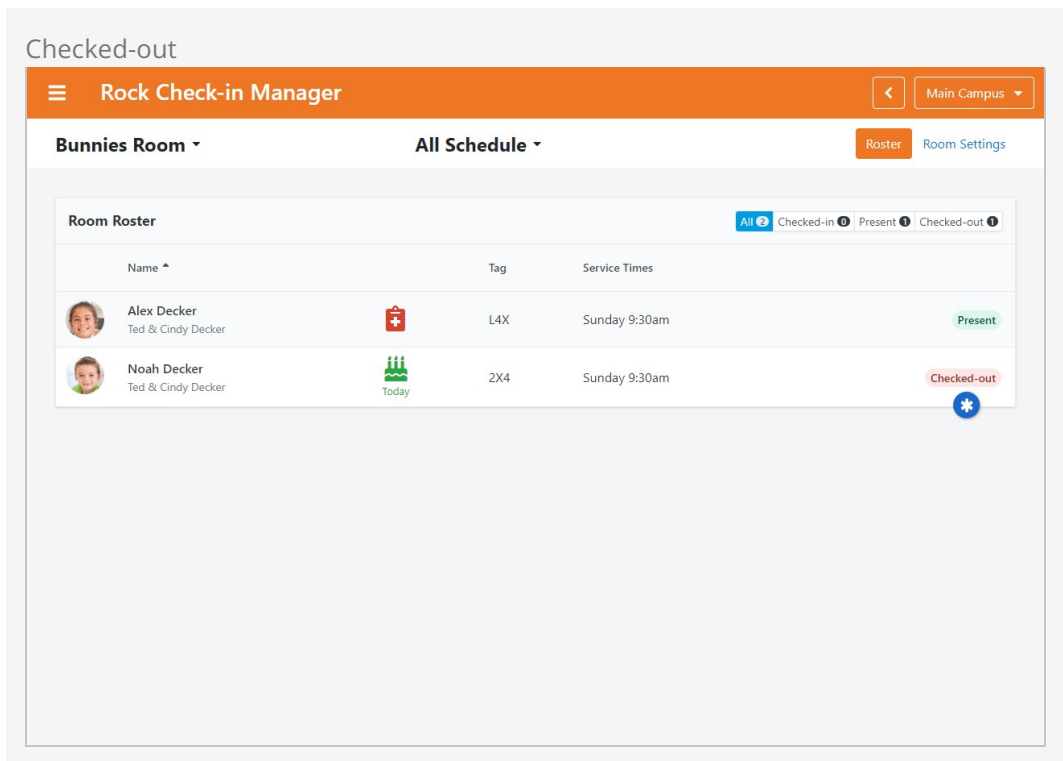 Checked-out
Rock Check-in Manager
Main Campus
Bunnies Room
All Schedule
Roster
Room Settings
Room Roster
All 2 Checked-in 0 Present 1 Checked-out 1
Name Tag Service Times
Alex Decker
Ted & Cindy Decker
L4X
Sunday 9:30am
Present
Noah Decker
Ted & Cindy Decker
Today
2X4
Sunday 9:30am
Checked-out